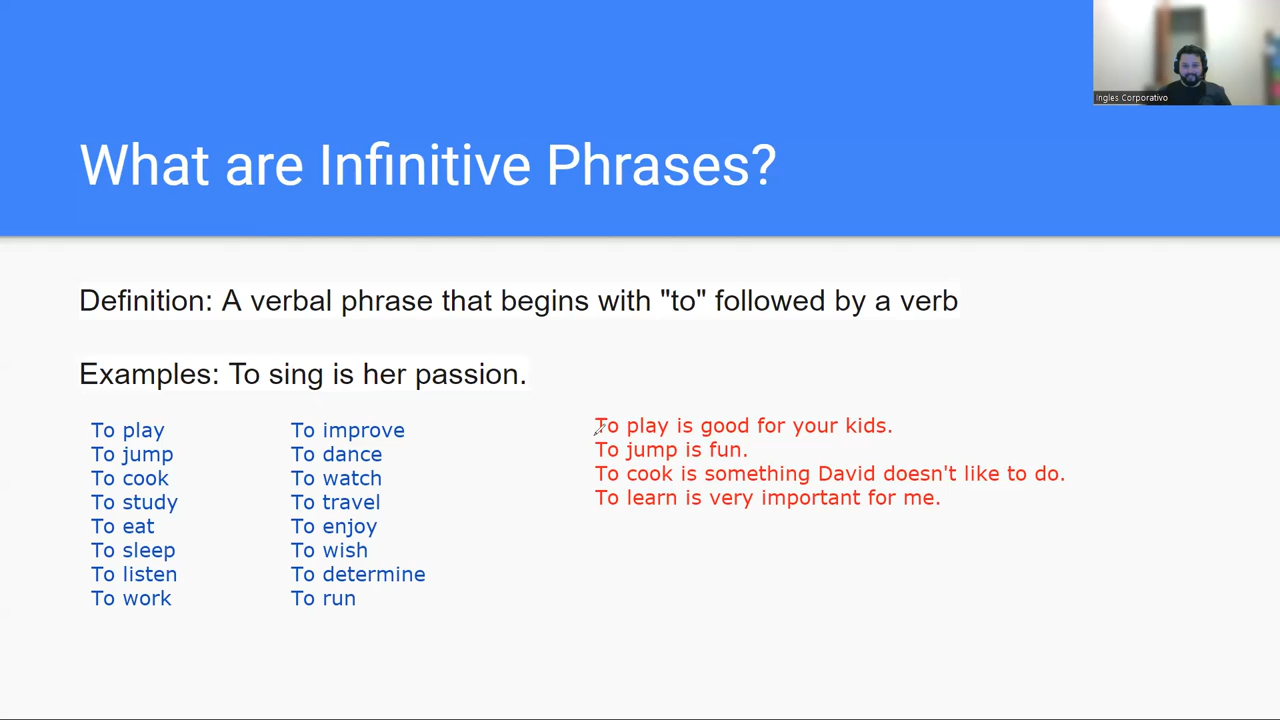 Ingles Corporativo
What are Infinitive Phrases?
Definition: A verbal phrase that begins with "to" followed by a verb
Examples: To sing is her passion.
To play
To jump
To cook
To study
To eat
To sleep
To listen
To work
To improve
To dance
To watch
To travel
To enjoy
To wish
To determine
To run
To play is good for your kids.
To jump is fun.
To cook is something David doesn't like to do.
To learn is very important for me.